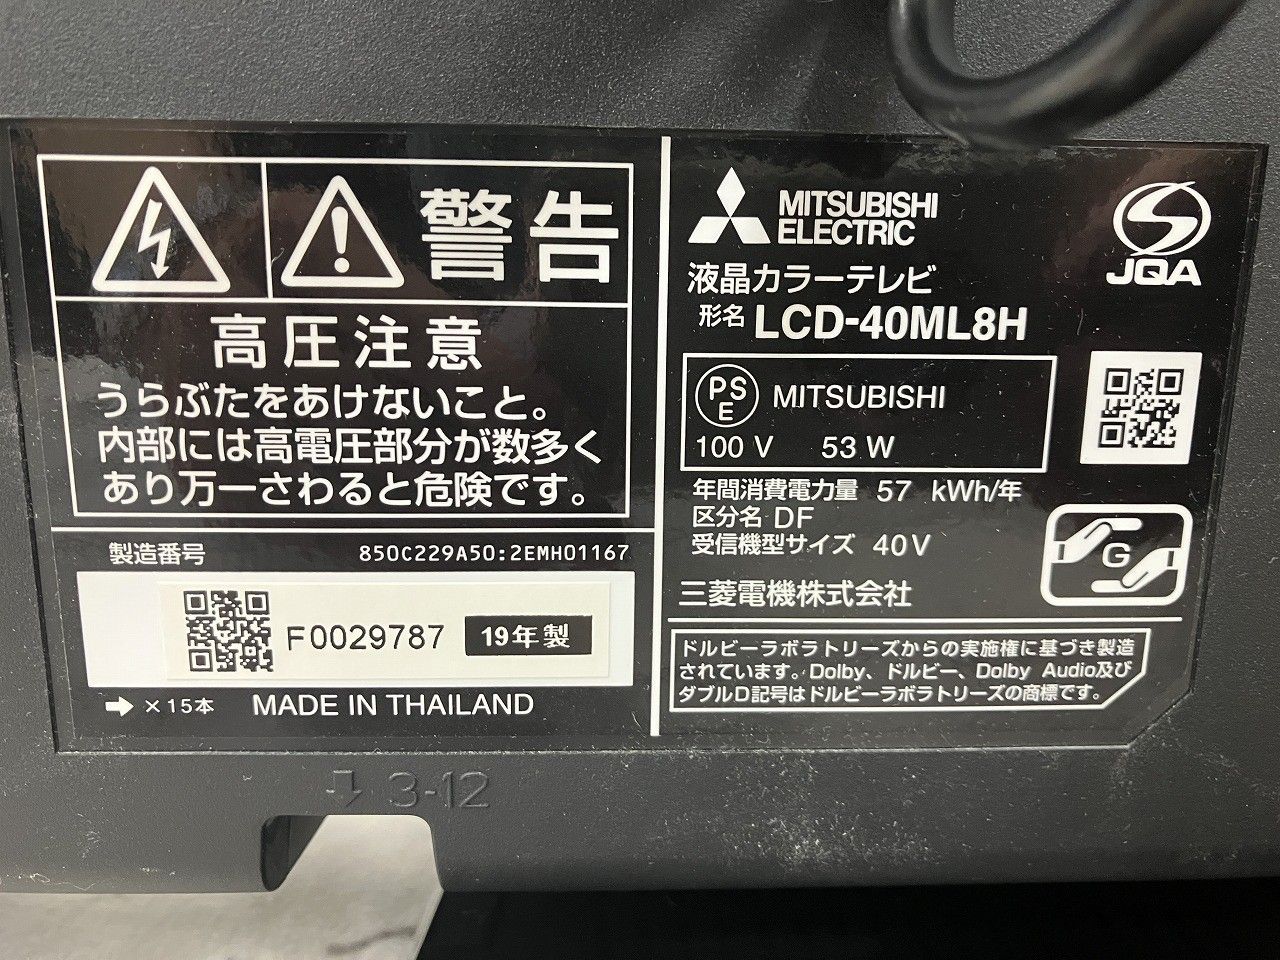 警告
高圧注意
うらぶたをあけないこと。
内部には高電圧部分が数多く
あり万一さわると危険です。
製造番号 850C229A50:2EMH01167
F0029787 19年製
➡ ×15本 MADE IN THAILAND
MITSUBISHI
ELECTRIC
JQA
液晶カラーテレビ
形名 LCD-40ML8H
PS
E
MITSUBISHI
100 V 53 W
年間消費電力量 57 kWh/年
区分名 DF
受信機型サイズ 40V
G
三菱電機株式会社
ドルビーラボラトリーズからの実施権に基づき製造
されています。Dolby、ドルビー、Dolby Audio及び
ダブルD記号はドルビーラボラトリーズの商標です。
3-12